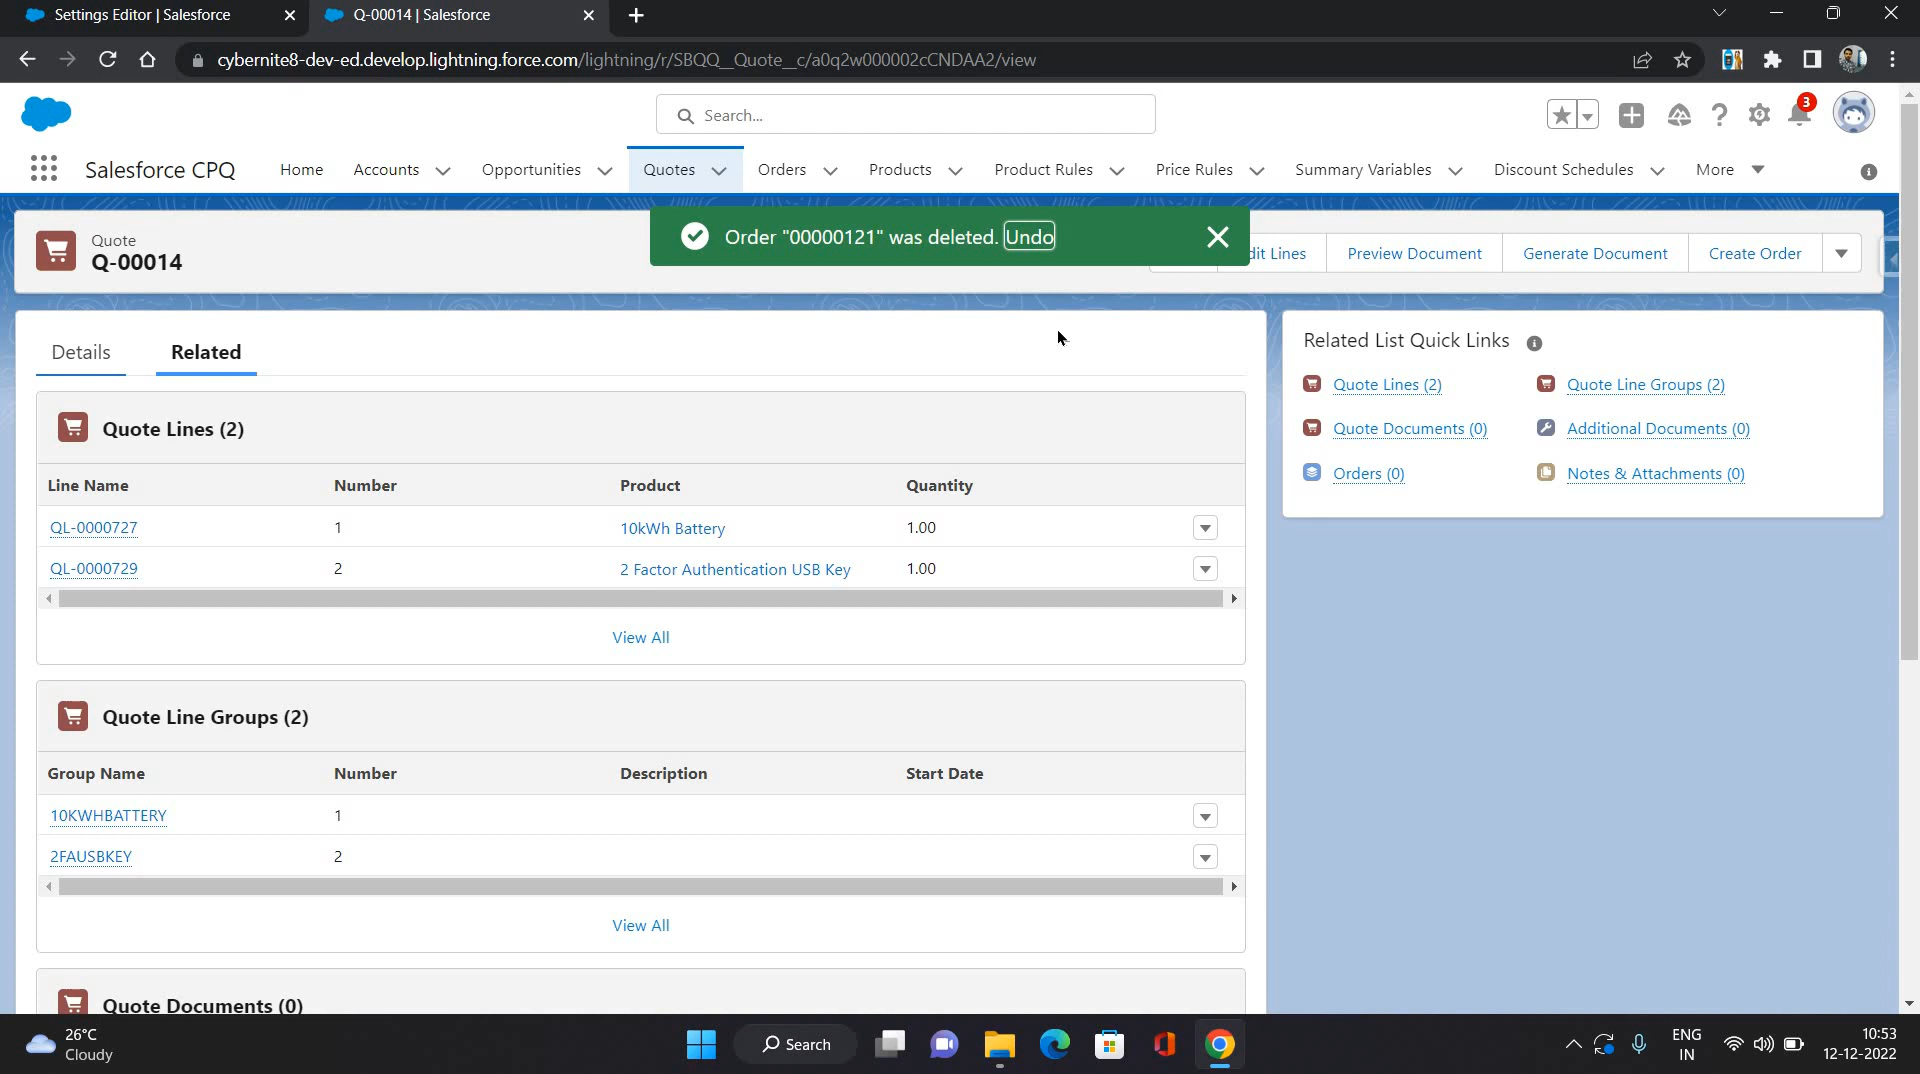 Settings Editor | Salesforce
Q-00014 | Salesforce
cybernite8-dev-ed.develop.lightning.force.com/lightning/r/SBQQ__Quote__c/a0q2w000002cCNDAA2/view
Search...
3
Salesforce CPQ
Home
Accounts
Opportunities
Quotes
Orders
Products
Product Rules
Price Rules
Summary Variables
Discount Schedules
More
Order "00000121" was deleted. Undo
Quote
Q-00014
dit Lines
Preview Document
Generate Document
Create Order
Details
Related
Quote Lines (2)
Line Name Number Product Quantity
QL-0000727 1 10kWh Battery 1.00
QL-0000729 2 2 Factor Authentication USB Key 1.00
View All
Quote Line Groups (2)
Group Name Number Description Start Date
10KWHBATTERY 1
2FAUSBKEY 2
View All
Quote Documents (0)
Related List Quick Links
Quote Lines (2)
Quote Line Groups (2)
Quote Documents (0)
Additional Documents (0)
Orders (0)
Notes & Attachments (0)
26°C
Cloudy
Search
ENG
IN
10:53
12-12-2022